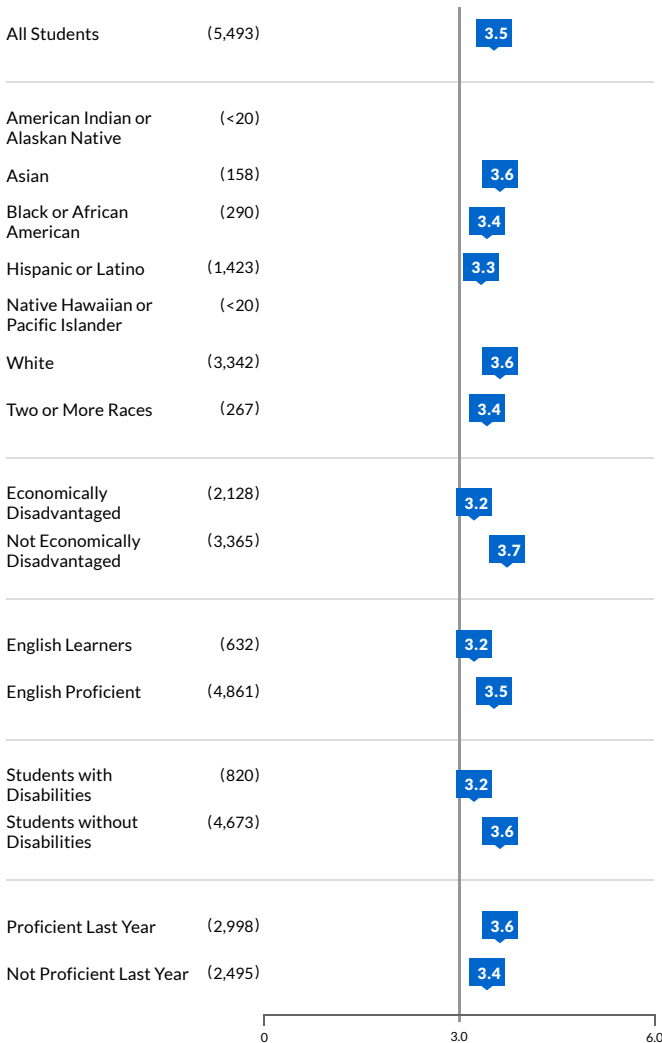 All Students (5,493) 3.5
American Indian or (<20)
Alaskan Native
Asian (158) 3.6
Black or African (290) 3.4
American
Hispanic or Latino (1,423) 3.3
Native Hawaiian or (<20)
Pacific Islander
White (3,342) 3.6
Two or More Races (267) 3.4
Economically (2,128) 3.2
Disadvantaged
Not Economically (3,365) 3.7
Disadvantaged
English Learners (632) 3.2
English Proficient (4,861) 3.5
Students with (820) 3.2
Disabilities
Students without (4,673) 3.6
Disabilities
Proficient Last Year (2,998) 3.6
Not Proficient Last Year (2,495) 3.4
0 3.0 6.0